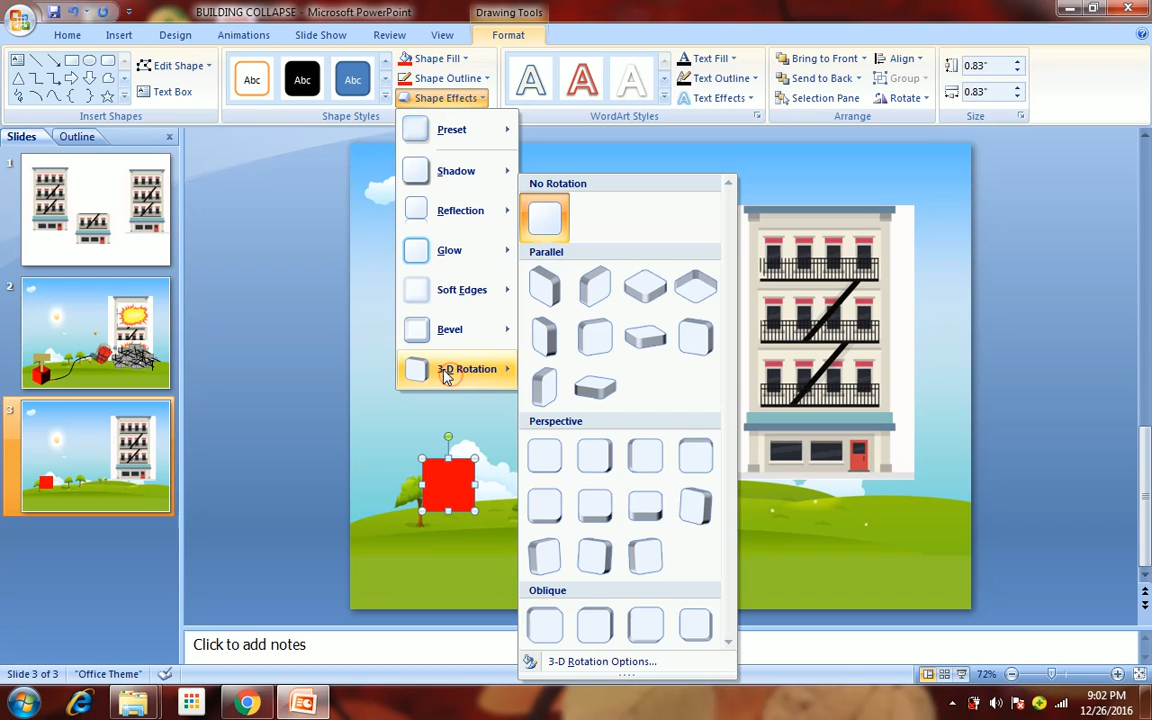 BUILDING COLLAPSE - Microsoft PowerPoint
Drawing Tools
Home
Insert
Design
Animations
Slide Show
Review
View
Format
Edit Shape
Text Box
Insert Shapes
Abc
Abc
Abc
Shape Fill
Shape Outline
Shape Effects
Shape Styles
A
A
A
Text Fill
Text Outline
Text Effects
WordArt Styles
Bring to Front
Send to Back
Selection Pane
Align
Group
Rotate
Arrange
0.83"
0.83"
Size
Slides
Outline
1
2
3
Preset
Shadow
Reflection
Glow
Soft Edges
Bevel
3-D Rotation
No Rotation
Parallel
Perspective
Oblique
3-D Rotation Options...
Click to add notes
Slide 3 of 3
"Office Theme"
72%
9:02 PM
12/26/2016